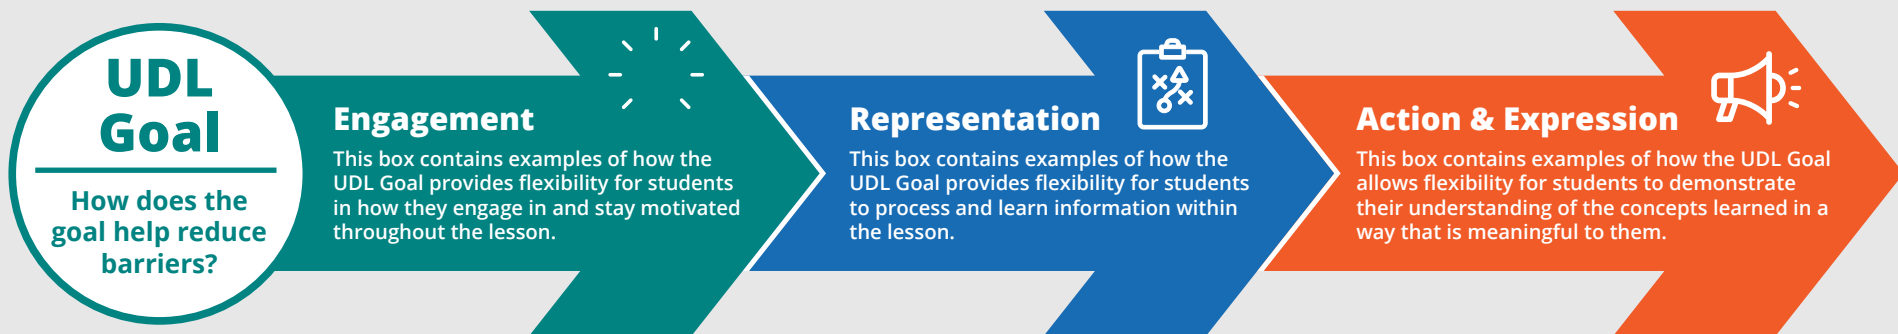 UDL
Goal
How does the
goal help reduce
barriers?
Engagement
This box contains examples of how the
UDL Goal provides flexibility for students
in how they engage in and stay motivated
throughout the lesson.
Representation
This box contains examples of how the
UDL Goal provides flexibility for students
to process and learn information within
the lesson.
Action & Expression
This box contains examples of how the UDL Goal
allows flexibility for students to demonstrate
their understanding of the concepts learned in a
way that is meaningful to them.